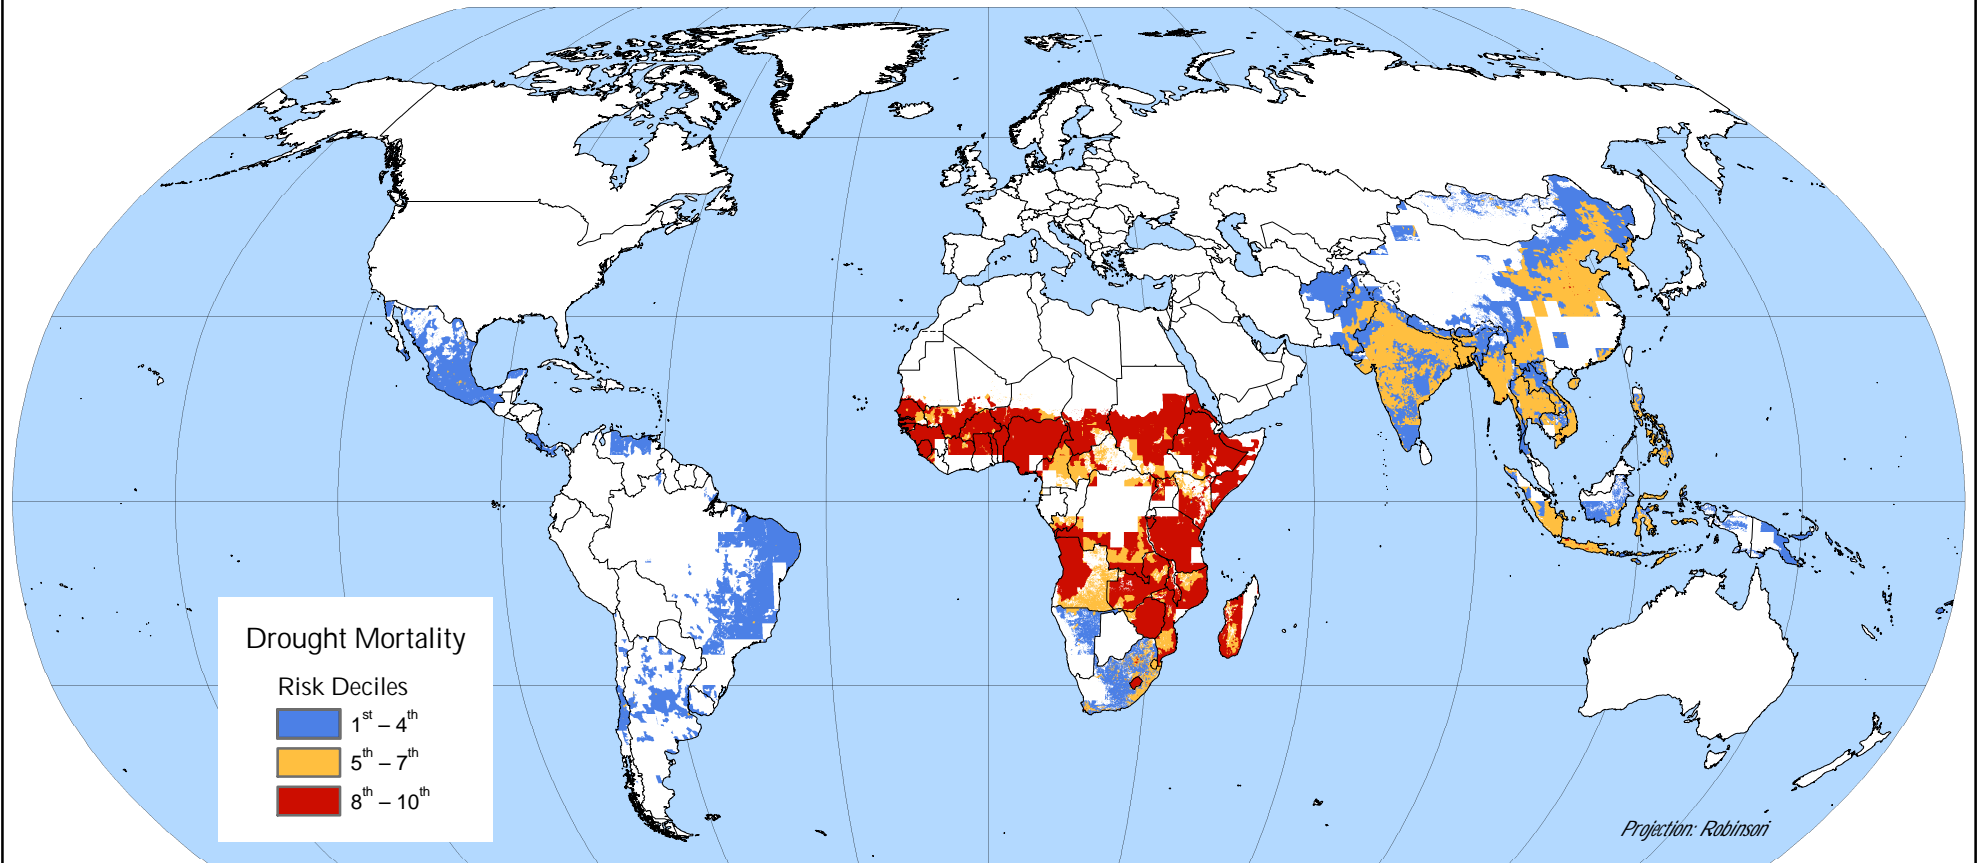 Drought Mortality
Risk Deciles
1st – 4th
5th – 7th
8th – 10th
Projection: Robinson